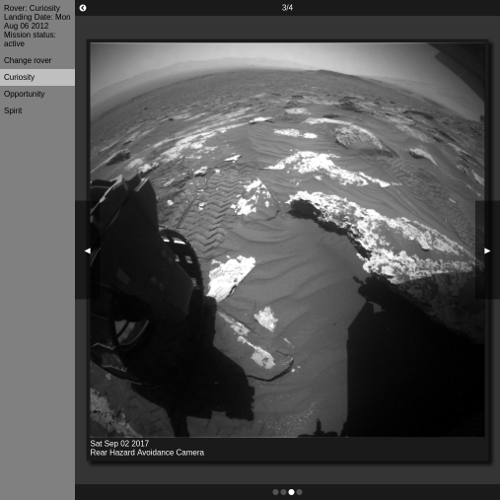 Rover: Curiosity
Landing Date: Mon
Aug 06 2012
Mission status:
active
Change rover
Curiosity
Opportunity
Spirit
3/4
Sat Sep 02 2017
Rear Hazard Avoidance Camera